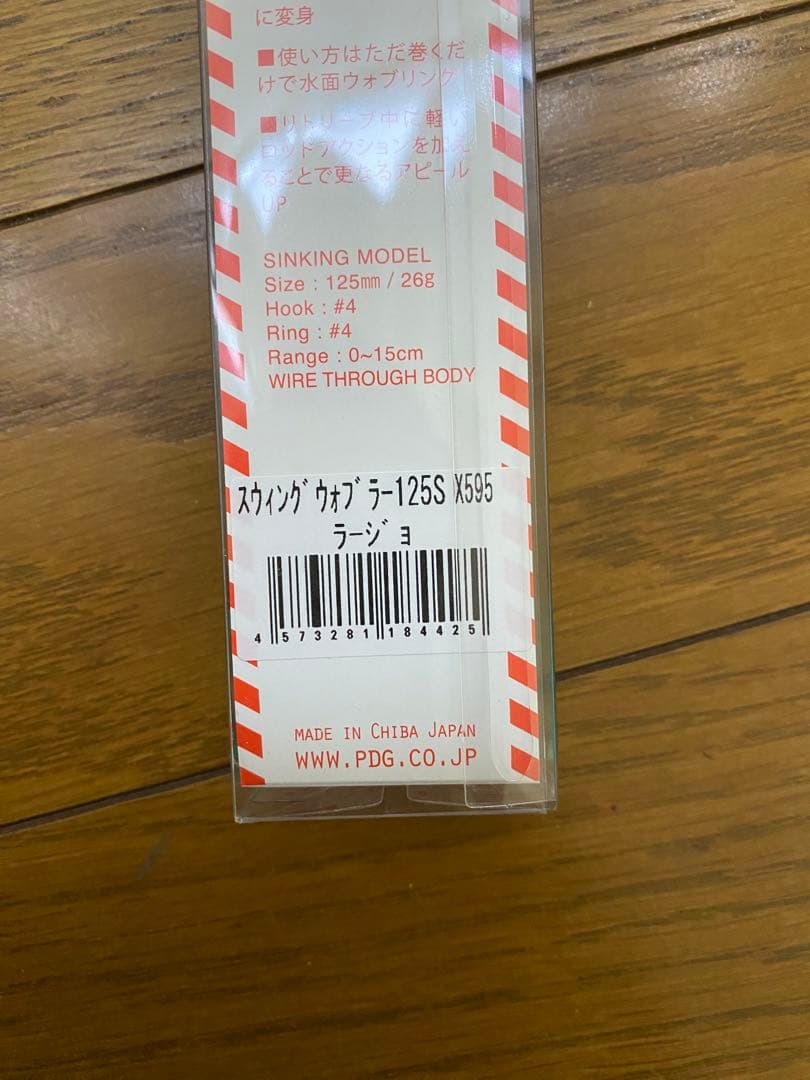 に変身
■使い方はただ巻くだ
けで水面ウォブリング
■リトリーブ中に軽い
ロッドアクションを加え
ることで更なるアピール
UP
SINKING MODEL
Size : 125㎜ / 26g
Hook : #4
Ring : #4
Range : 0~15cm
WIRE THROUGH BODY
ｽｳｨﾝｸﾞｳｫﾌﾞﾗｰ125S X595
ﾗｰｼﾞｮ
4 573281 184425
MADE IN CHIBA JAPAN
WWW.PDG.CO.JP